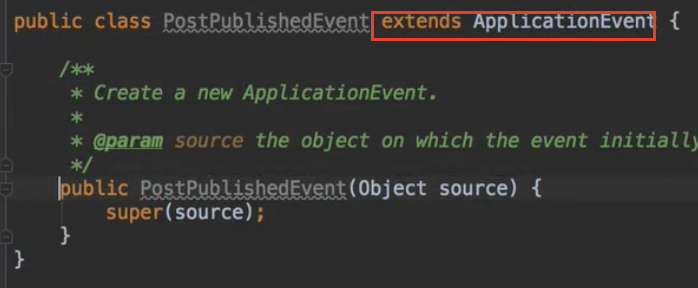 public class PostPublishedEvent extends ApplicationEvent {
/**
* Create a new ApplicationEvent.
*
* @param source the object on which the event initially
*/
public PostPublishedEvent(Object source) {
super(source);
}
}